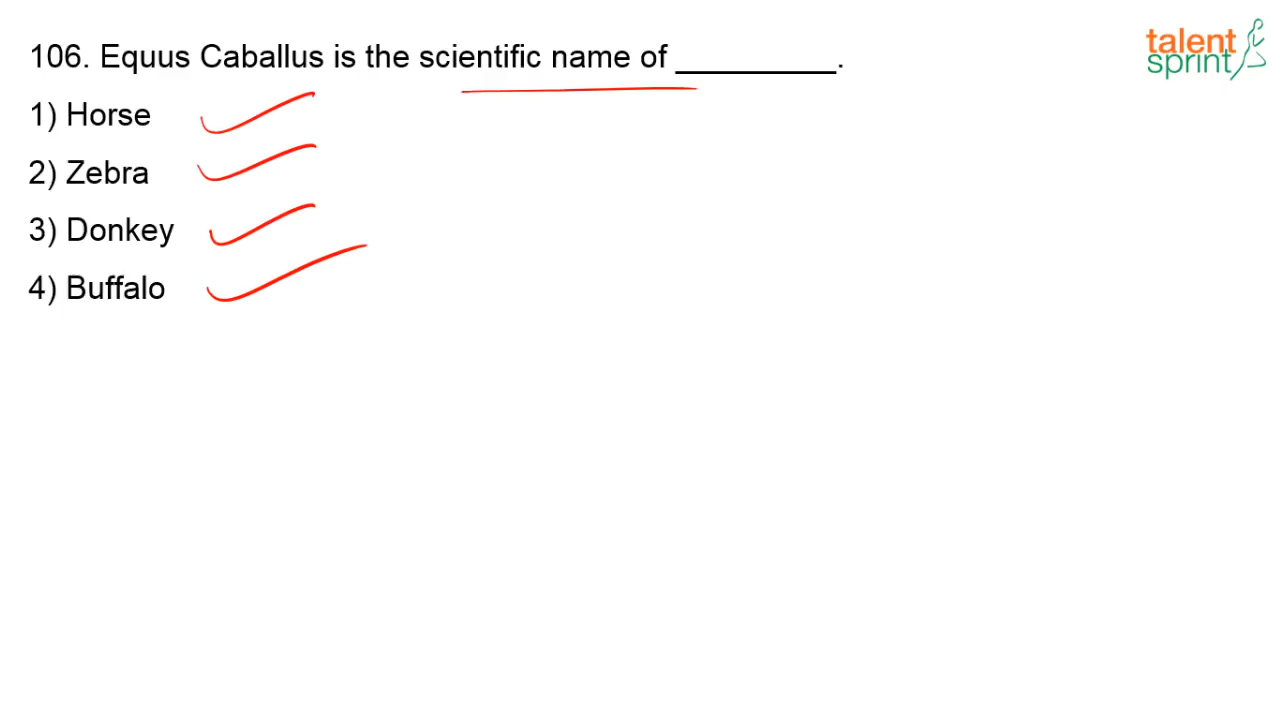 106. Equus Caballus is the scientific name of _________.
1) Horse
2) Zebra
3) Donkey
4) Buffalo
talent
sprint